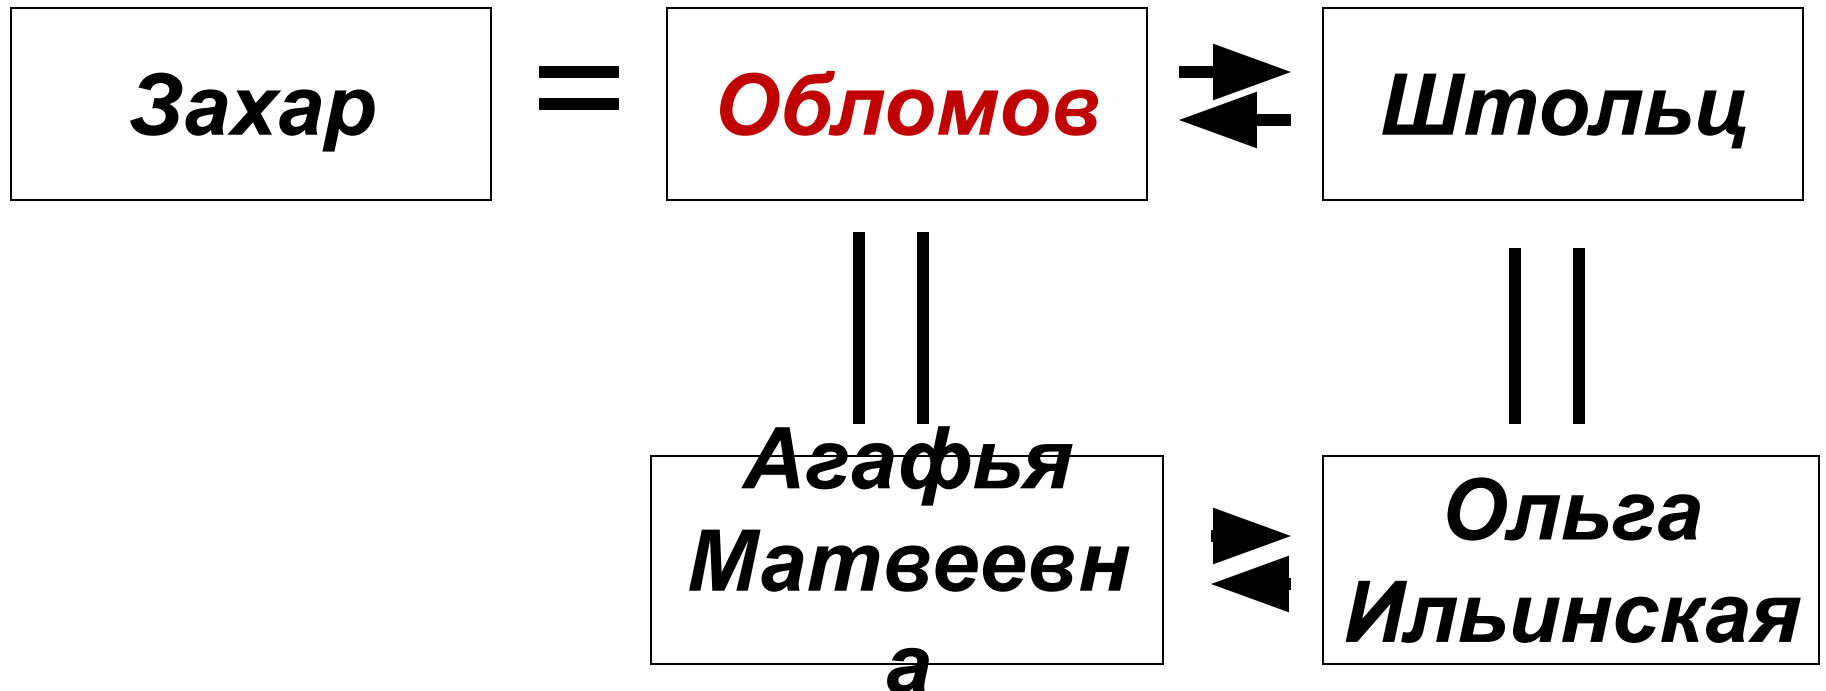 Захар
Обломов
Штольц
Агафья
Матвеевн
а
Ольга
Ильинская